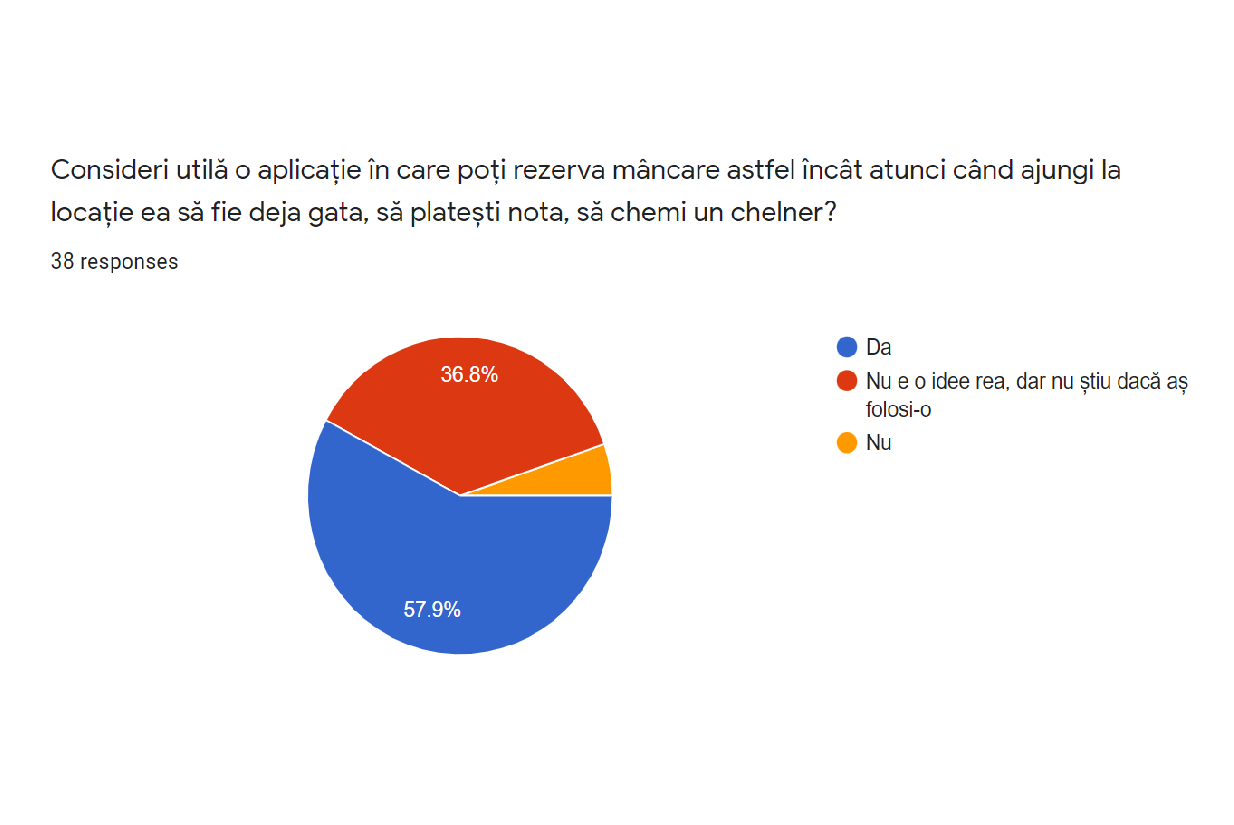 Consideri utilă o aplicație în care poți rezerva mâncare astfel încât atunci când ajungi la
locație ea să fie deja gata, să platești nota, să chemi un chelner?
38 responses
36.8%
57.9%
Da
Nu e o idee rea, dar nu știu dacă aș
folosi-o
Nu